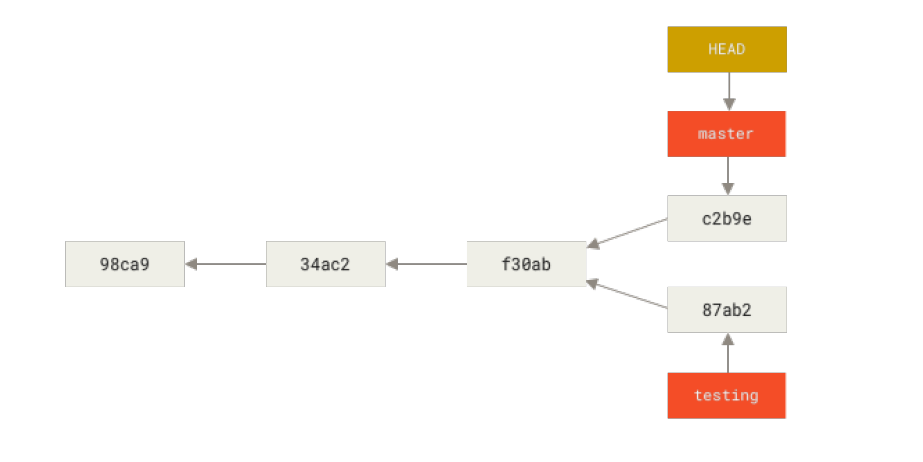 HEAD
master
c2b9e
98ca9
34ac2
f30ab
87ab2
testing